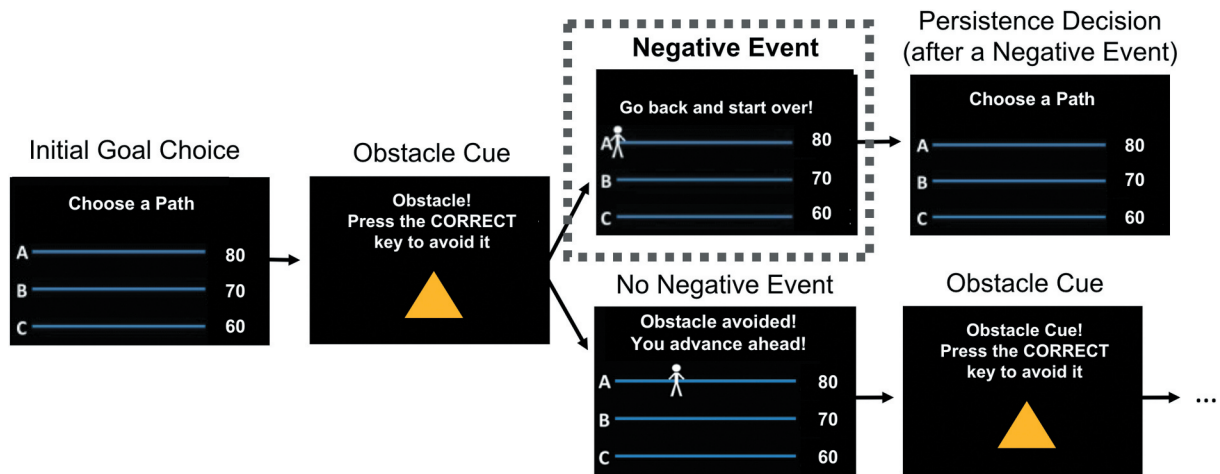 Initial Goal Choice
Choose a Path
A 80
B 70
C 60
Obstacle Cue
Obstacle!
Press the CORRECT
key to avoid it
Negative Event
Go back and start over!
A 80
B 70
C 60
Persistence Decision
(after a Negative Event)
Choose a Path
A 80
B 70
C 60
No Negative Event
Obstacle avoided!
You advance ahead!
A 80
B 70
C 60
Obstacle Cue
Obstacle Cue!
Press the CORRECT
key to avoid it
...